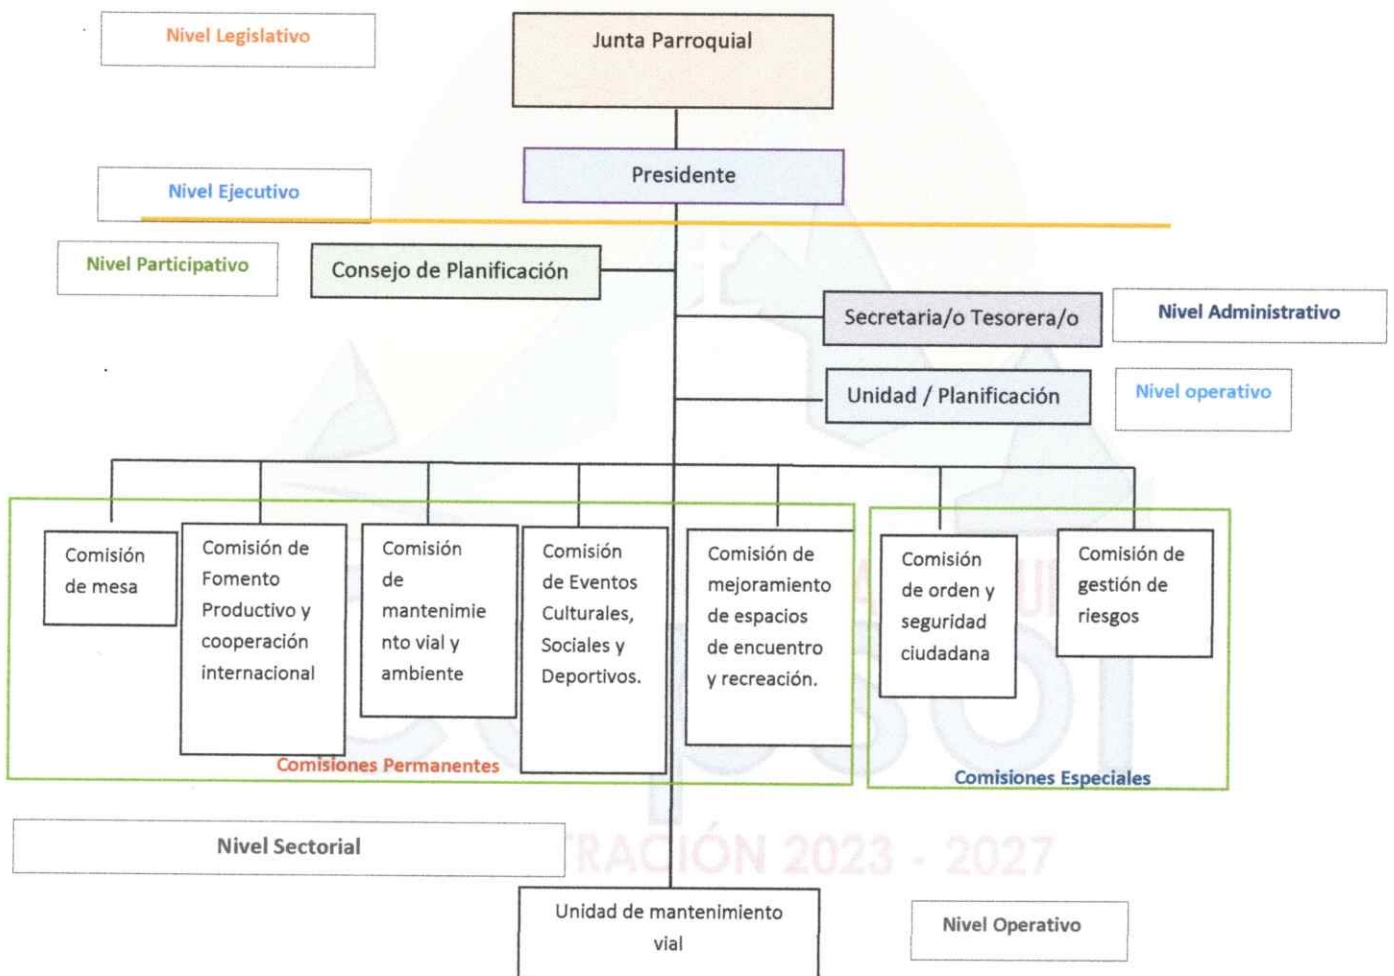 Nivel Legislativo
Junta Parroquial
Presidente
Nivel Ejecutivo
Nivel Participativo
Consejo de Planificación
Secretaria/o Tesorera/o
Nivel Administrativo
Unidad / Planificación
Nivel operativo
Comisión
de mesa
Comisión de
Fomento
Productivo y
cooperación
internacional
Comisión
de
mantenimie
nto vial y
ambiente
Comisión
de Eventos
Culturales,
Sociales y
Deportivos.
Comisión de
mejoramiento
de espacios
de encuentro
y recreación.
Comisión
de orden y
seguridad
ciudadana
Comisión de
gestión de
riesgos
Comisiones Permanentes
Comisiones Especiales
Nivel Sectorial
2023 - 2027
Unidad de mantenimiento
vial
Nivel Operativo